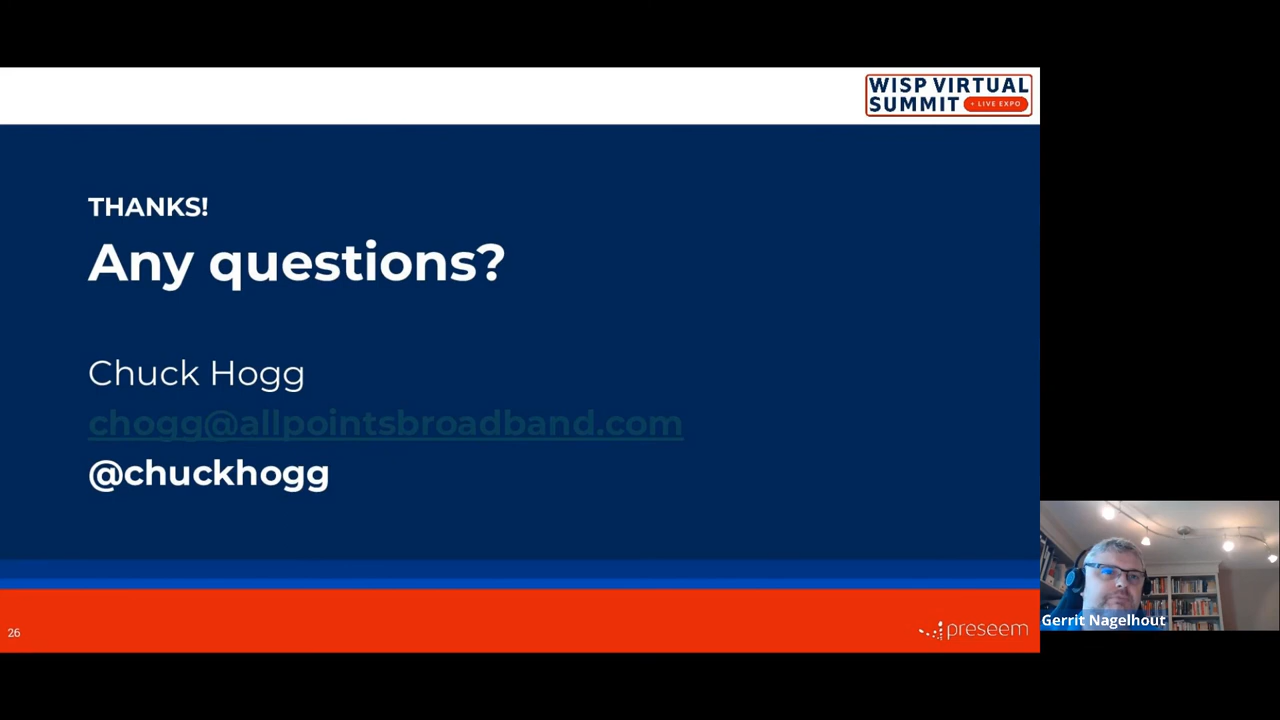 WISP VIRTUAL
SUMMIT + LIVE EXPO
THANKS!
Any questions?
Chuck Hogg
chogg@allpointsbroadband.com
@chuckhogg
26
preseem
Gerrit Nagelhout